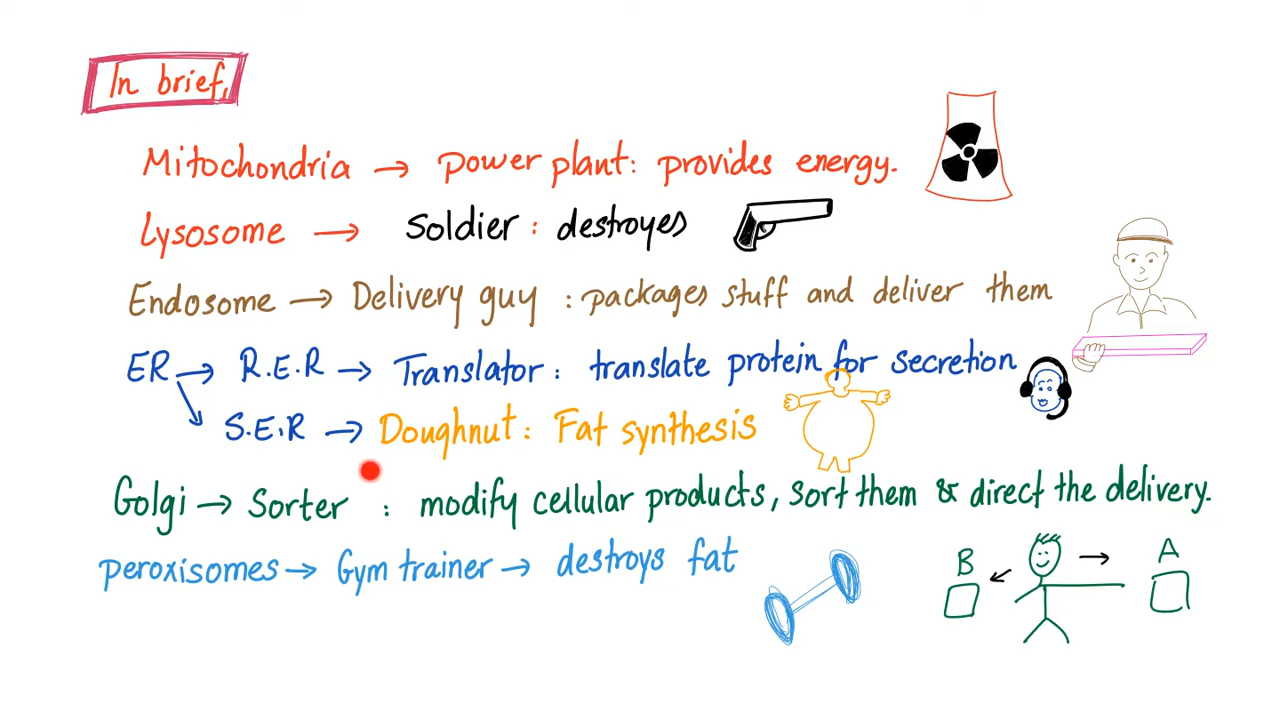 In brief,
Mitochondria → power plant: provides energy.
Lysosome → Soldier : destroyes
Endosome → Delivery guy : packages stuff and deliver them
ER → R.E.R → Translator : translate protein for secretion
S.E.R → Doughnut : Fat synthesis
Golgi → Sorter : modify cellular products, sort them & direct the delivery.
peroxisomes → Gym trainer → destroys fat
B → A